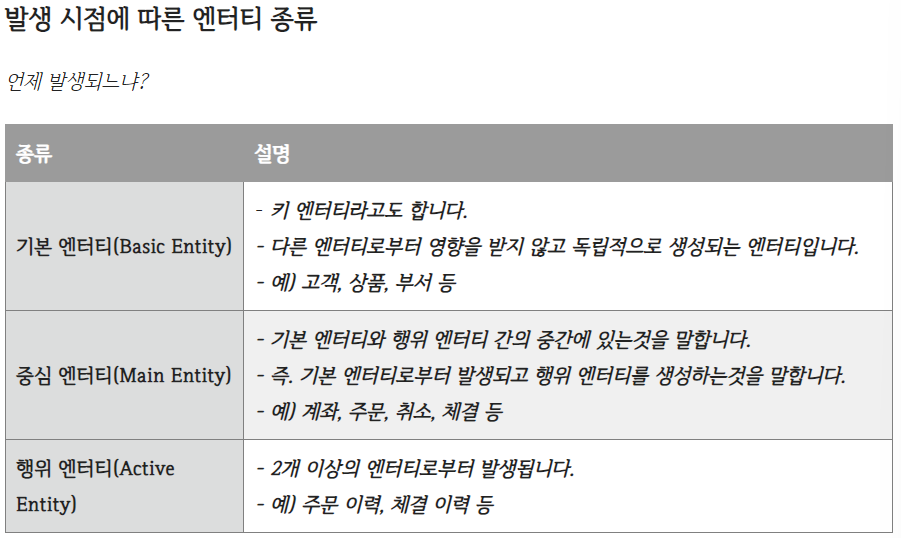 발생 시점에 따른 엔터티 종류
언제 발생되느냐?
종류
설명
기본 엔터티(Basic Entity)
- 키 엔터티라고도 합니다.
- 다른 엔터티로부터 영향을 받지 않고 독립적으로 생성되는 엔터티입니다.
- 예) 고객, 상품, 부서 등
중심 엔터티(Main Entity)
- 기본 엔터티와 행위 엔터티 간의 중간에 있는것을 말합니다.
- 즉. 기본 엔터티로부터 발생되고 행위 엔터티를 생성하는것을 말합니다.
- 예) 계좌, 주문, 취소, 체결 등
행위 엔터티(Active
Entity)
- 2개 이상의 엔터티로부터 발생됩니다.
- 예) 주문 이력, 체결 이력 등